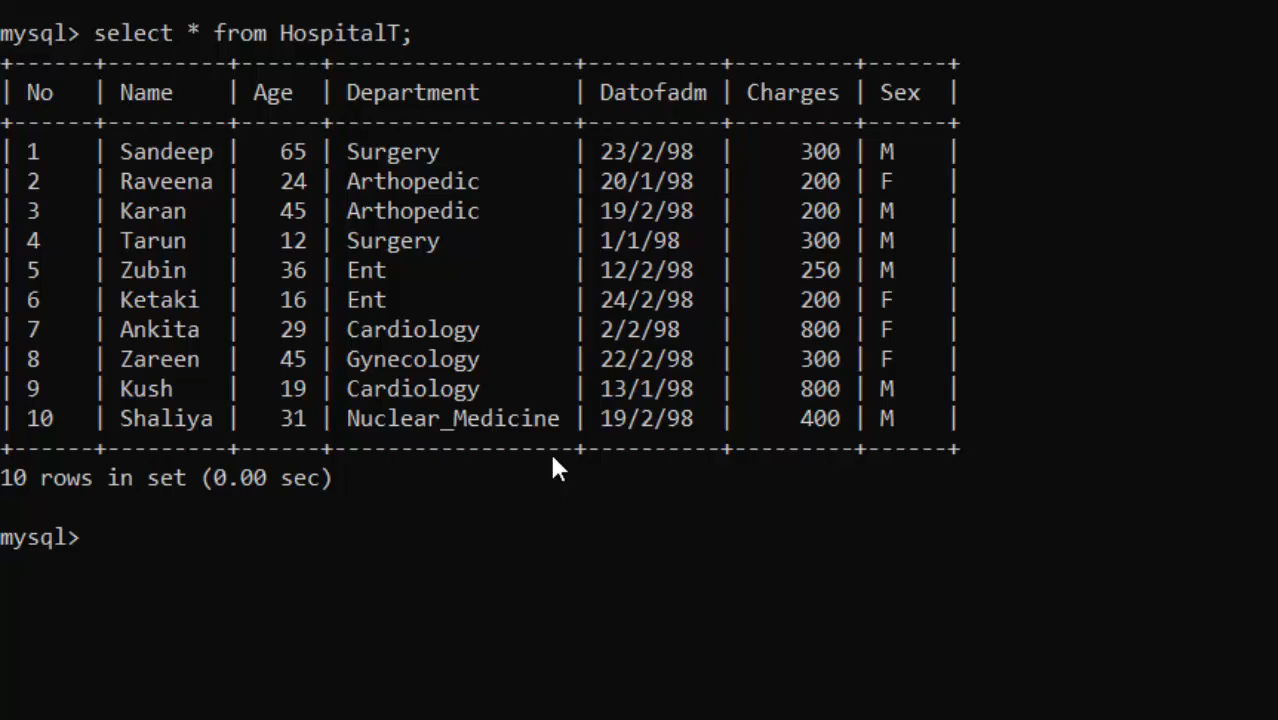 mysql> select * from HospitalT;
+------+---------+------+------------------+----------+---------+------+
| No   | Name    | Age  | Department       | Datofadm | Charges | Sex  |
+------+---------+------+------------------+----------+---------+------+
| 1    | Sandeep |   65 | Surgery          | 23/2/98  |     300 | M    |
| 2    | Raveena |   24 | Arthopedic       | 20/1/98  |     200 | F    |
| 3    | Karan   |   45 | Arthopedic       | 19/2/98  |     200 | M    |
| 4    | Tarun   |   12 | Surgery          | 1/1/98   |     300 | M    |
| 5    | Zubin   |   36 | Ent              | 12/2/98  |     250 | M    |
| 6    | Ketaki  |   16 | Ent              | 24/2/98  |     200 | F    |
| 7    | Ankita  |   29 | Cardiology       | 2/2/98   |     800 | F    |
| 8    | Zareen  |   45 | Gynecology       | 22/2/98  |     300 | F    |
| 9    | Kush    |   19 | Cardiology       | 13/1/98  |     800 | M    |
| 10   | Shaliya |   31 | Nuclear_Medicine | 19/2/98  |     400 | M    |
+------+---------+------+------------------+----------+---------+------+
10 rows in set (0.00 sec)
mysql>